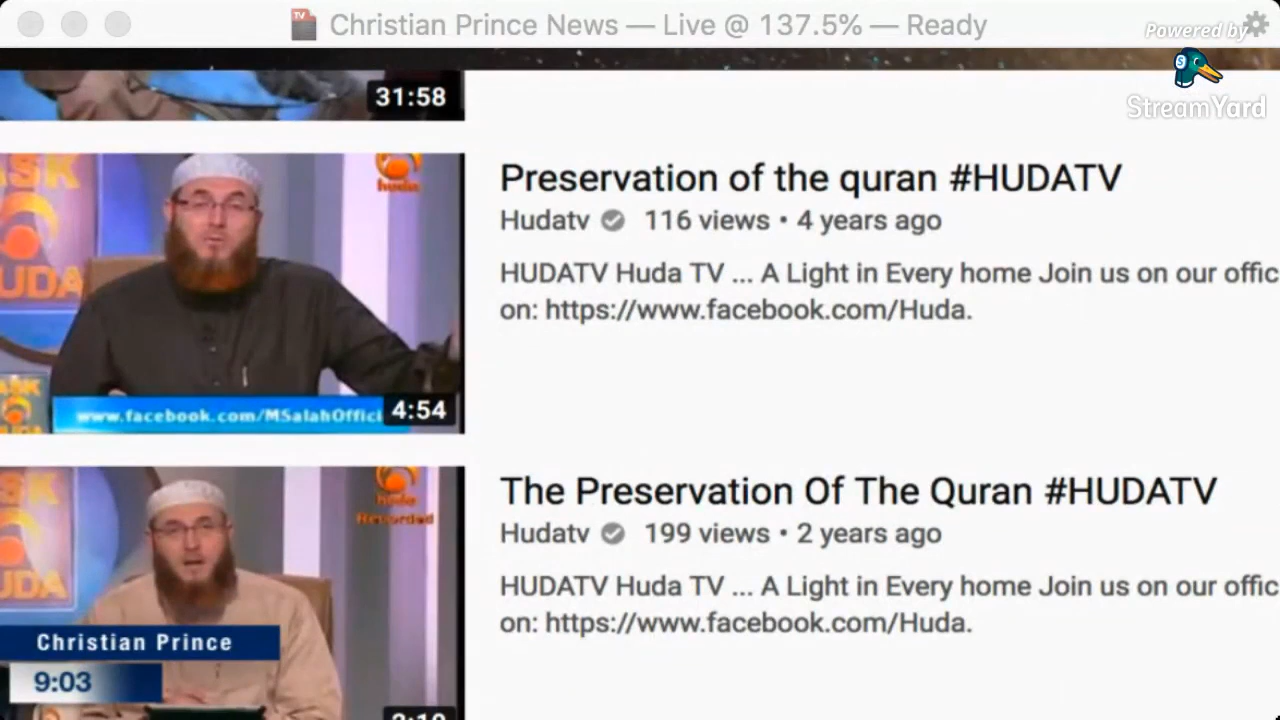 Christian Prince News — Live @ 137.5% — Ready
Powered by
StreamYard
31:58
ASK
HUDA
huda
Preservation of the quran #HUDATV
Hudatv 116 views • 4 years ago
HUDATV Huda TV ... A Light in Every home Join us on our offic
on: https://www.facebook.com/Huda.
www.facebook.com/MSalahOffici
4:54
huda
Recorded
The Preservation Of The Quran #HUDATV
Hudatv 199 views • 2 years ago
HUDATV Huda TV ... A Light in Every home Join us on our offic
on: https://www.facebook.com/Huda.
Christian Prince
9:03